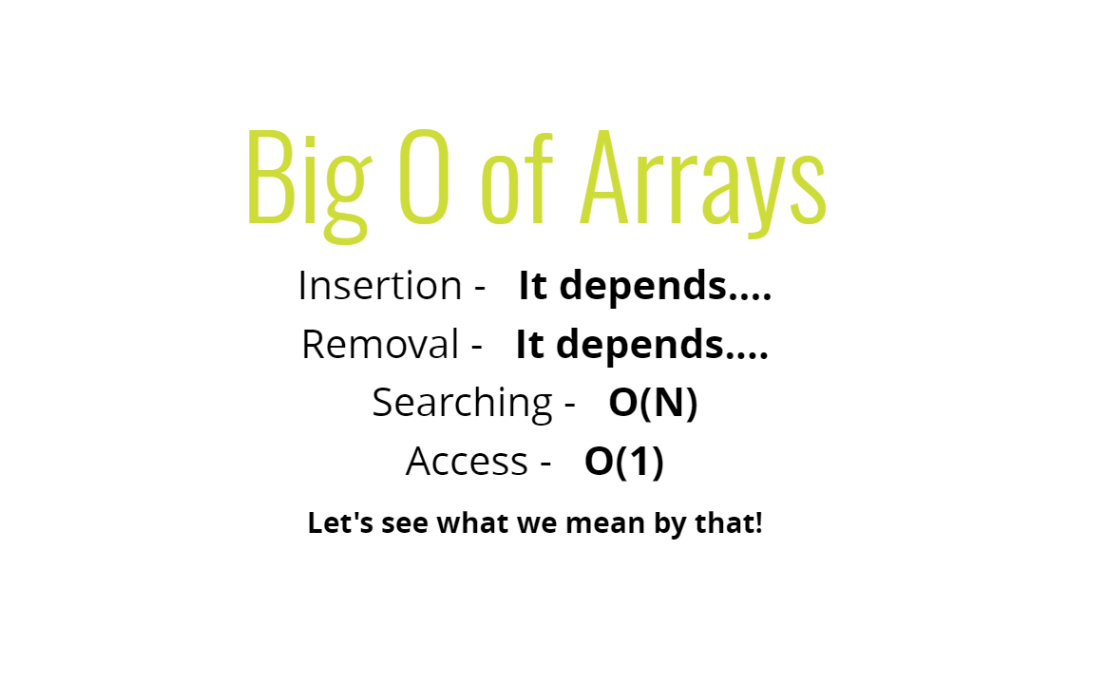 Big O of Arrays
Insertion - It depends....
Removal - It depends....
Searching - O(N)
Access - O(1)
Let's see what we mean by that!